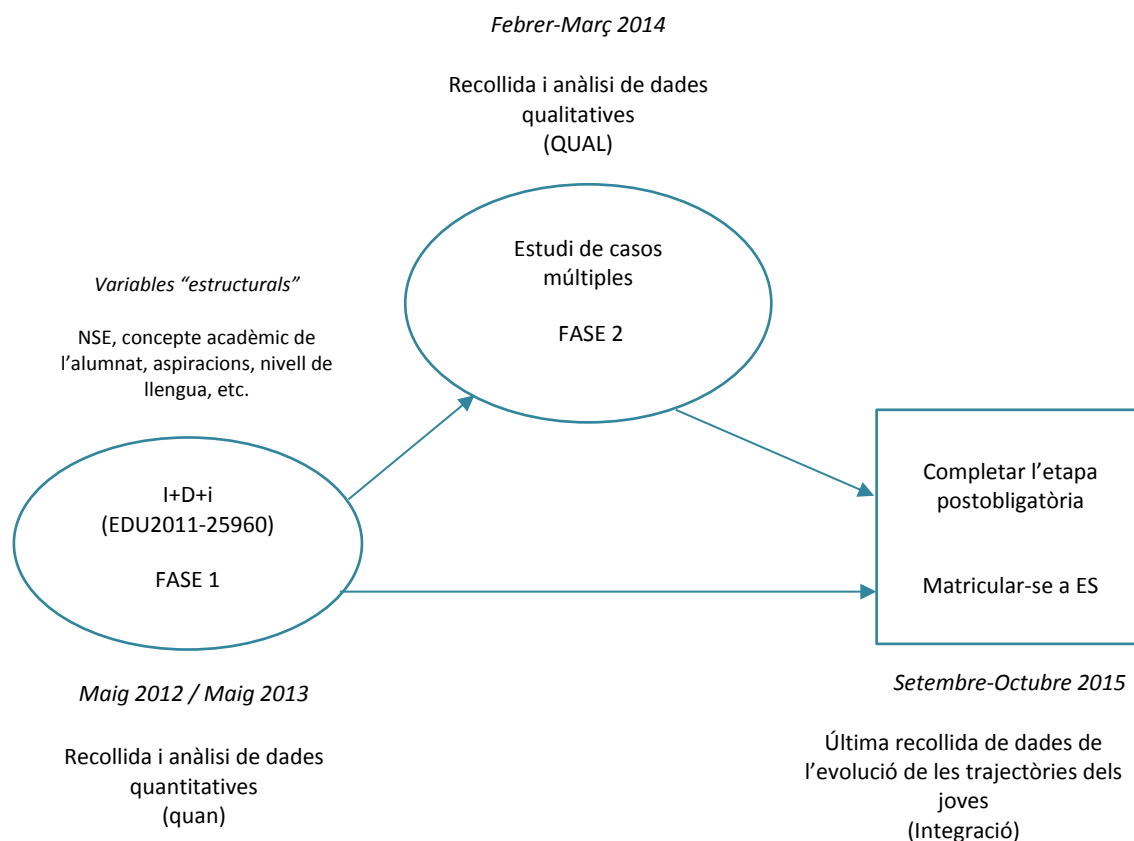 Febrer-Març 2014
Recollida i anàlisi de dades
qualitatives
(QUAL)
Estudi de casos
múltiples
FASE 2
Variables “estructurals”
NSE, concepte acadèmic de
l’alumnat, aspiracions, nivell de
llengua, etc.
I+D+i
(EDU2011-25960)
FASE 1
Completar l’etapa
postobligatòria
Matricular-se a ES
Maig 2012 / Maig 2013
Recollida i anàlisi de dades
quantitatives
(quan)
Setembre-Octubre 2015
Última recollida de dades de
l’evolució de les trajectòries dels
joves
(Integració)